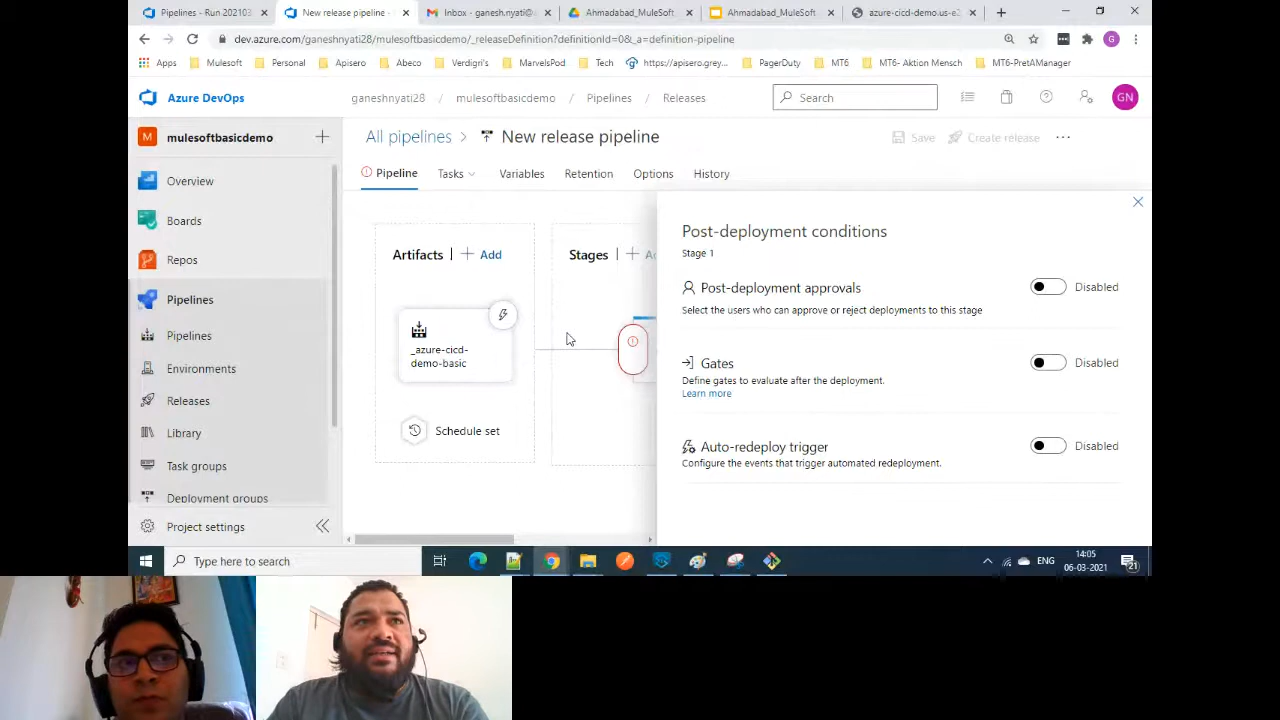 Pipelines - Run 202103
New release pipeline -
Inbox - ganesh.nyati@
Ahmadabad_MuleSoft
Ahmadabad_MuleSoft
azure-cicd-demo.us-e2
dev.azure.com/ganeshnyati28/mulesoftbasicdemo/_releaseDefinition?definitionId=0&_a=definition-pipeline
G
Apps
Mulesoft
Personal
Apisero
Abeco
Verdigri's
MarvelsPod
Tech
https://apisero.grey...
PagerDuty
MT6
MT6- Aktion Mensch
MT6-PretAManager
Azure DevOps
ganeshnyati28 / mulesoftbasicdemo / Pipelines / Releases
Search
GN
M mulesoftbasicdemo
All pipelines > New release pipeline
Save
Create release
Pipeline
Tasks
Variables
Retention
Options
History
Overview
Boards
Repos
Pipelines
Pipelines
Environments
Releases
Library
Task groups
Deployment groups
Project settings
Artifacts | + Add
_azure-cicd-
demo-basic
Schedule set
Stages | +
Post-deployment conditions
Stage 1
Post-deployment approvals
Disabled
Select the users who can approve or reject deployments to this stage
Gates
Disabled
Define gates to evaluate after the deployment.
Learn more
Auto-redeploy trigger
Disabled
Configure the events that trigger automated redeployment.
Type here to search
ENG
14:05
06-03-2021
21